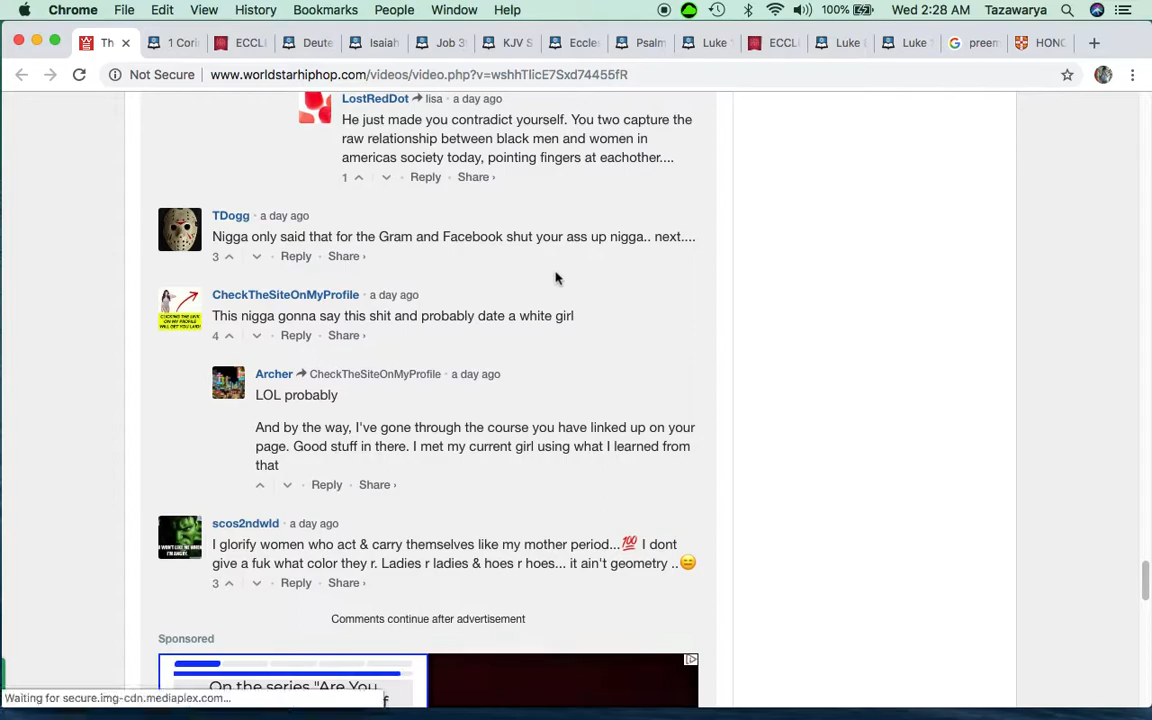 Chrome File Edit View History Bookmarks People Window Help 100% Wed 2:28 AM Tazawarya
Th 1 Cori ECCLI Deute Isaiah Job 3 KJV S Eccle Psalm Luke ECCLI Luke Luke preem HONC
Not Secure www.worldstarhiphop.com/videos/video.php?v=wshhTlicE7Sxd74455fR
LostRedDot lisa · a day ago
He just made you contradict yourself. You two capture the
raw relationship between black men and women in
americas society today, pointing fingers at eachother....
1 Reply Share ›
TDogg · a day ago
Nigga only said that for the Gram and Facebook shut your ass up nigga.. next....
3 Reply Share ›
CheckTheSiteOnMyProfile · a day ago
This nigga gonna say this shit and probably date a white girl
4 Reply Share ›
Archer CheckTheSiteOnMyProfile · a day ago
LOL probably
And by the way, I've gone through the course you have linked up on your
page. Good stuff in there. I met my current girl using what I learned from
that
Reply Share ›
scos2ndwld · a day ago
I glorify women who act & carry themselves like my mother period...💯 I dont
give a fuk what color they r. Ladies r ladies & hoes r hoes... it ain't geometry ..😑
3 Reply Share ›
Comments continue after advertisement
Sponsored
On the series "Are You
Waiting for secure.img-cdn.mediaplex.com...